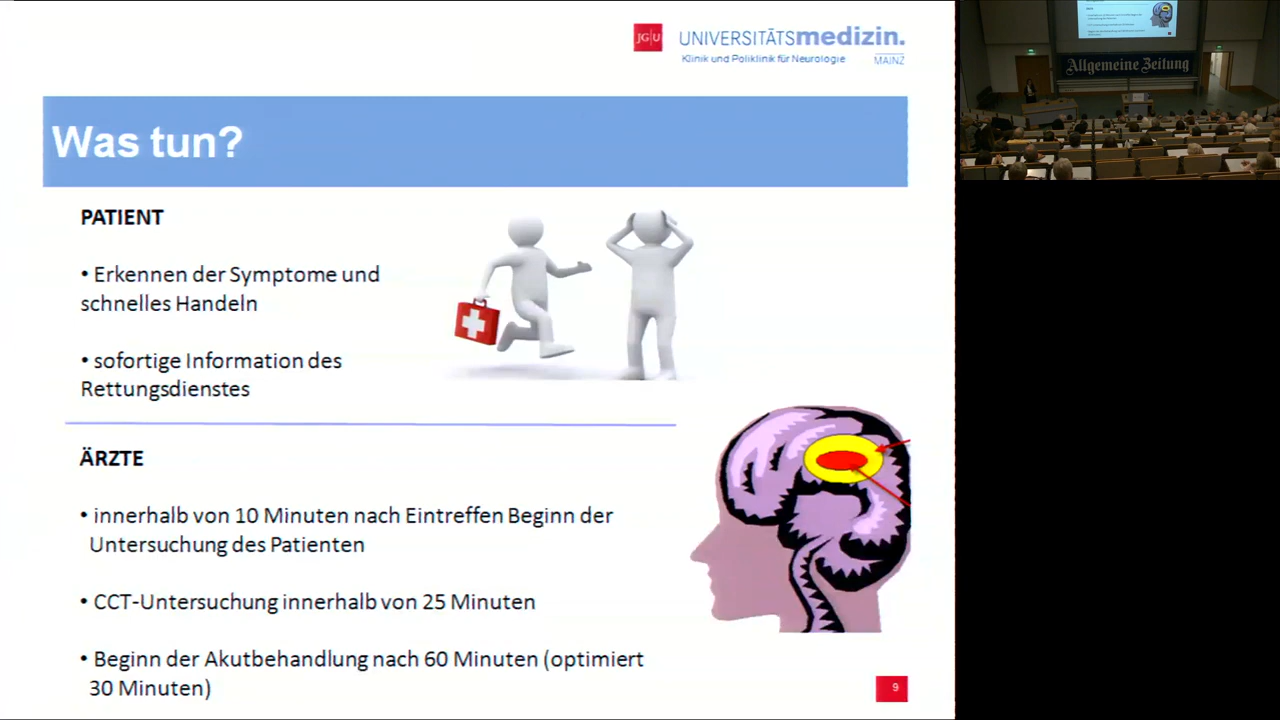 JG|U UNIVERSITÄTSmedizin.
Klinik und Poliklinik für Neurologie MAINZ
Was tun?
PATIENT
• Erkennen der Symptome und
schnelles Handeln
• sofortige Information des
Rettungsdienstes
ÄRZTE
• innerhalb von 10 Minuten nach Eintreffen Beginn der
Untersuchung des Patienten
• CCT-Untersuchung innerhalb von 25 Minuten
• Beginn der Akutbehandlung nach 60 Minuten (optimiert
30 Minuten)
9
Allgemeine Zeitung